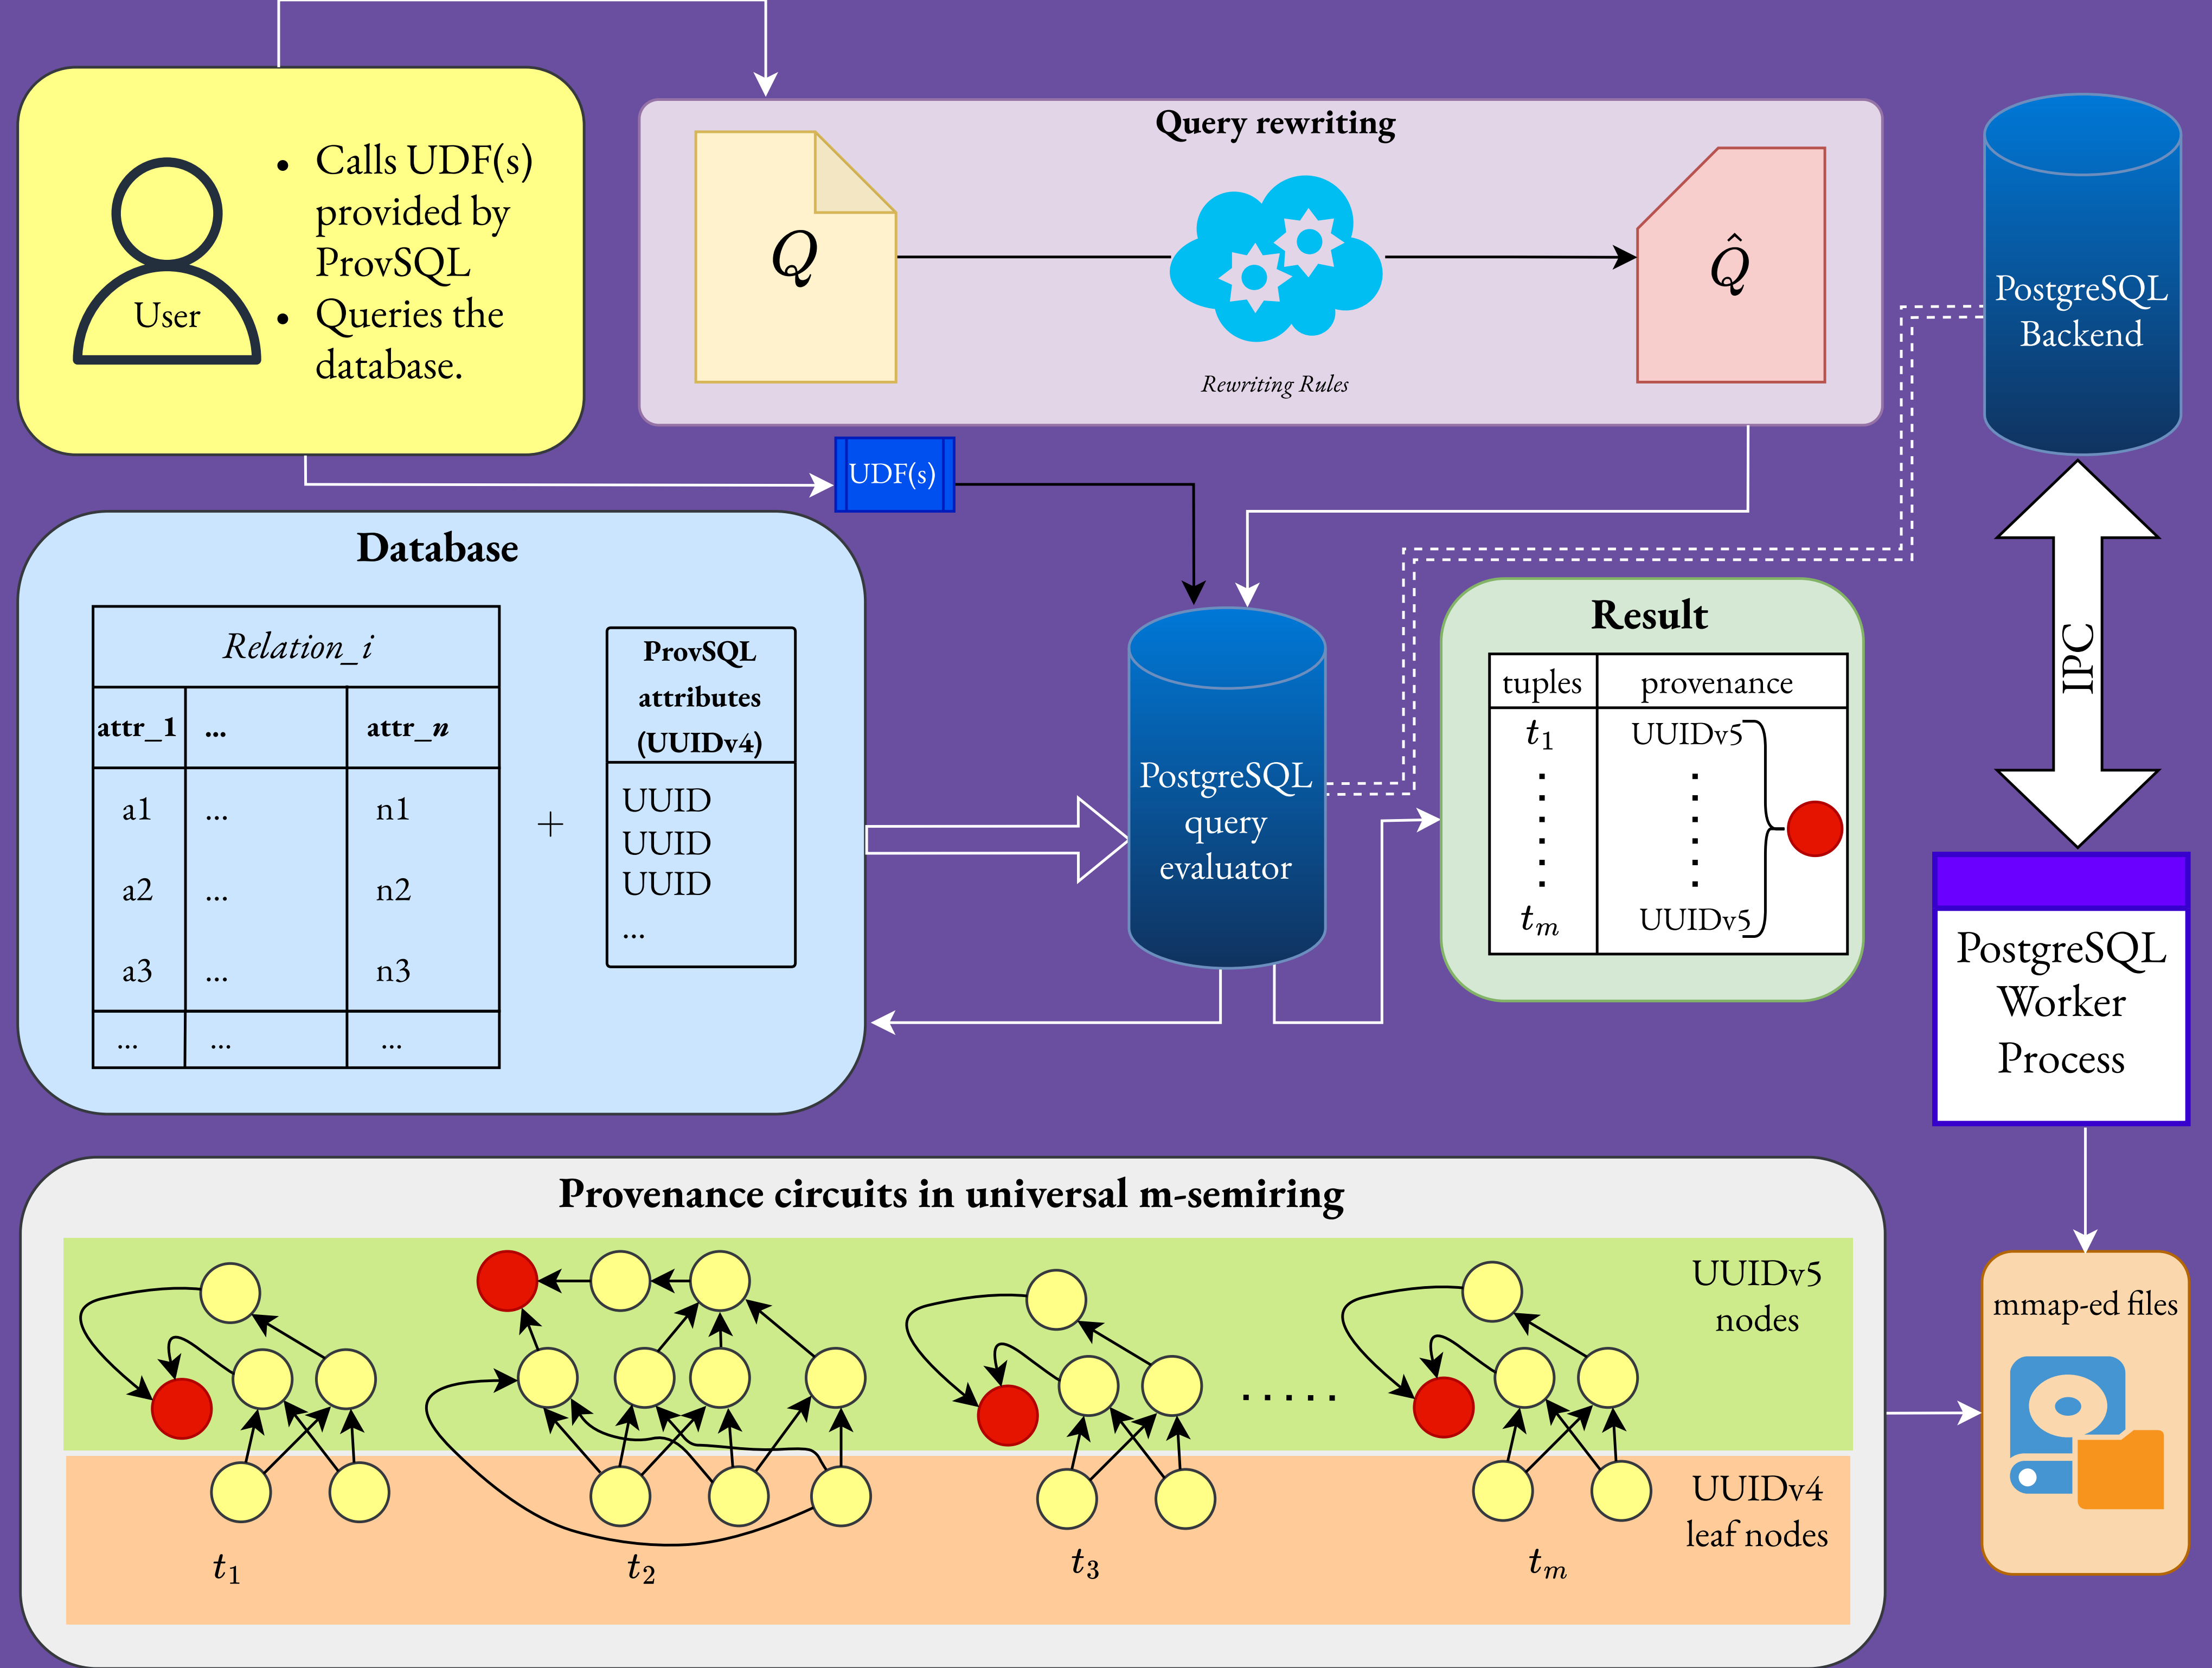 • Calls UDF(s)
provided by
ProvSQL
• Queries the
database.
User
Query rewriting
Q
Rewriting Rules
Q̂
PostgreSQL
Backend
UDF(s)
Database
Relation_i
attr_1 ... attr_n
a1 ... n1
a2 ... n2
a3 ... n3
... ... ...
+
ProvSQL
attributes
(UUIDv4)
UUID
UUID
UUID
...
PostgreSQL
query
evaluator
Result
tuples provenance
t₁ UUIDv5
tₘ UUIDv5
IPC
PostgreSQL
Worker
Process
Provenance circuits in universal m-semiring
UUIDv5
nodes
.....
UUIDv4
leaf nodes
t₁ t₂ t₃ tₘ
mmap-ed files